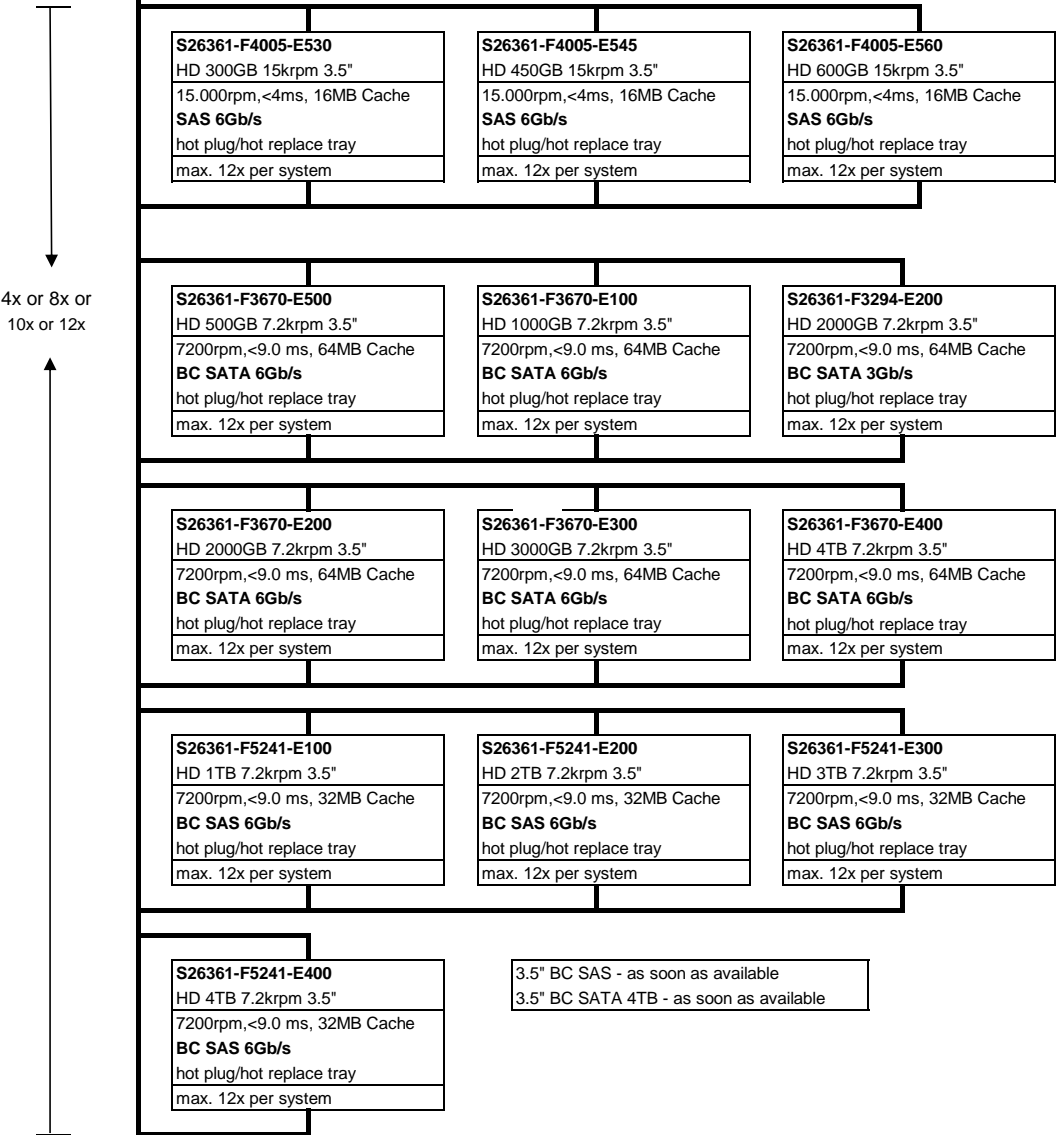 S26361-F4005-E530
HD 300GB 15krpm 3.5"
15.000rpm,<4ms, 16MB Cache
SAS 6Gb/s
hot plug/hot replace tray
max. 12x per system
S26361-F4005-E545
HD 450GB 15krpm 3.5"
15.000rpm,<4ms, 16MB Cache
SAS 6Gb/s
hot plug/hot replace tray
max. 12x per system
S26361-F4005-E560
HD 600GB 15krpm 3.5"
15.000rpm,<4ms, 16MB Cache
SAS 6Gb/s
hot plug/hot replace tray
max. 12x per system
4x or 8x or
10x or 12x
S26361-F3670-E500
HD 500GB 7.2krpm 3.5"
7200rpm,<9.0 ms, 64MB Cache
BC SATA 6Gb/s
hot plug/hot replace tray
max. 12x per system
S26361-F3670-E100
HD 1000GB 7.2krpm 3.5"
7200rpm,<9.0 ms, 64MB Cache
BC SATA 6Gb/s
hot plug/hot replace tray
max. 12x per system
S26361-F3294-E200
HD 2000GB 7.2krpm 3.5"
7200rpm,<9.0 ms, 64MB Cache
BC SATA 3Gb/s
hot plug/hot replace tray
max. 12x per system
S26361-F3670-E200
HD 2000GB 7.2krpm 3.5"
7200rpm,<9.0 ms, 64MB Cache
BC SATA 6Gb/s
hot plug/hot replace tray
max. 12x per system
S26361-F3670-E300
HD 3000GB 7.2krpm 3.5"
7200rpm,<9.0 ms, 64MB Cache
BC SATA 6Gb/s
hot plug/hot replace tray
max. 12x per system
S26361-F3670-E400
HD 4TB 7.2krpm 3.5"
7200rpm,<9.0 ms, 64MB Cache
BC SATA 6Gb/s
hot plug/hot replace tray
max. 12x per system
S26361-F5241-E100
HD 1TB 7.2krpm 3.5"
7200rpm,<9.0 ms, 32MB Cache
BC SAS 6Gb/s
hot plug/hot replace tray
max. 12x per system
S26361-F5241-E200
HD 2TB 7.2krpm 3.5"
7200rpm,<9.0 ms, 32MB Cache
BC SAS 6Gb/s
hot plug/hot replace tray
max. 12x per system
S26361-F5241-E300
HD 3TB 7.2krpm 3.5"
7200rpm,<9.0 ms, 32MB Cache
BC SAS 6Gb/s
hot plug/hot replace tray
max. 12x per system
S26361-F5241-E400
HD 4TB 7.2krpm 3.5"
7200rpm,<9.0 ms, 32MB Cache
BC SAS 6Gb/s
hot plug/hot replace tray
max. 12x per system
3.5" BC SAS - as soon as available
3.5" BC SATA 4TB - as soon as available